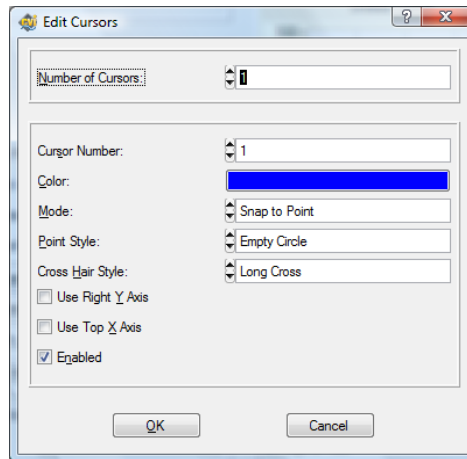 Edit Cursors
Number of Cursors: 1
Cursor Number: 1
Color:
Mode: Snap to Point
Point Style: Empty Circle
Cross Hair Style: Long Cross
Use Right Y Axis
Use Top X Axis
Enabled
OK Cancel